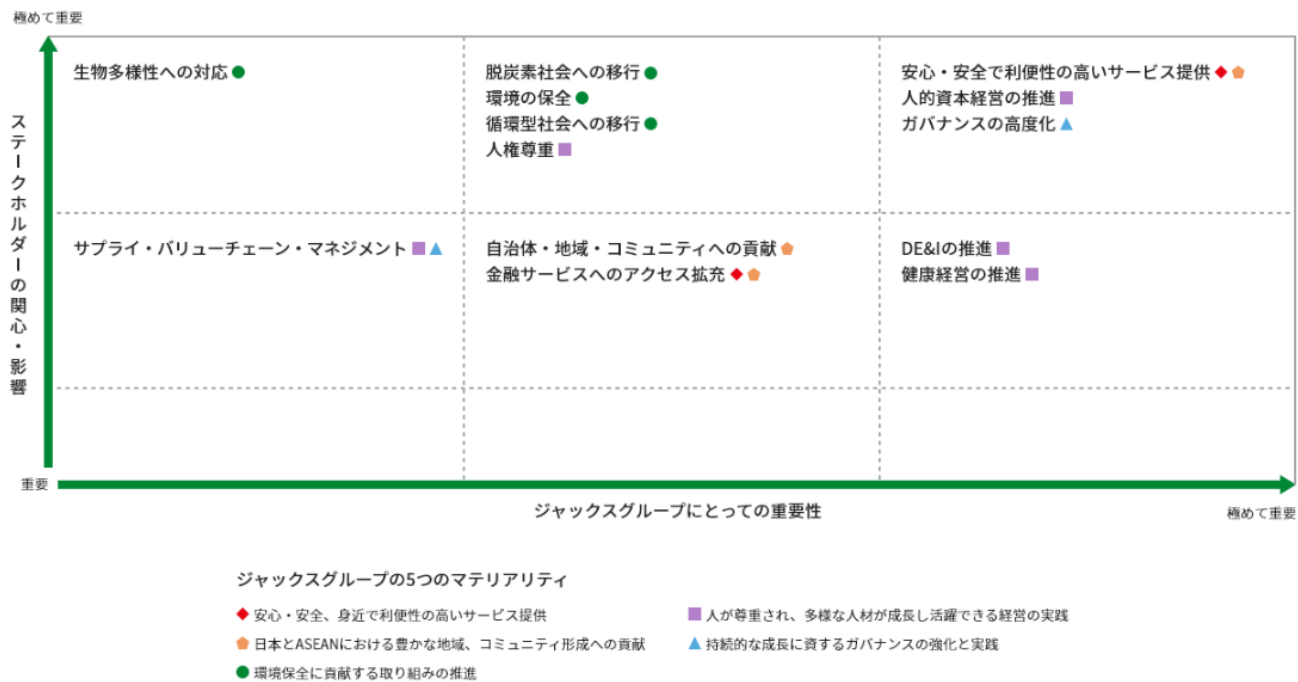 極めて重要
生物多様性への対応
脱炭素社会への移行
環境の保全
循環型社会への移行
人権尊重
安心・安全で利便性の高いサービス提供
人的資本経営の推進
ガバナンスの高度化
ステークホルダーの関心・影響
サプライ・バリューチェーン・マネジメント
自治体・地域・コミュニティへの貢献
金融サービスへのアクセス拡充
DE&Iの推進
健康経営の推進
重要
ジャックスグループにとっての重要性
極めて重要
ジャックスグループの5つのマテリアリティ
安心・安全、身近で利便性の高いサービス提供
人が尊重され、多様な人材が成長し活躍できる経営の実践
日本とASEANにおける豊かな地域、コミュニティ形成への貢献
持続的な成長に資するガバナンスの強化と実践
環境保全に貢献する取り組みの推進